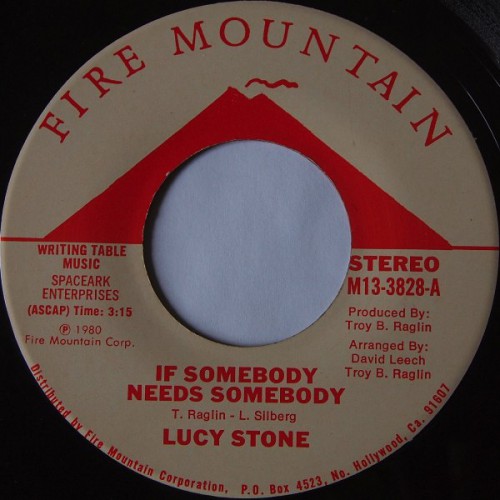 FIRE MOUNTAIN
WRITING TABLE
MUSIC
SPACEARK
ENTERPRISES
(ASCAP) Time: 3:15
Ⓟ 1980
Fire Mountain Corp.
STEREO
M13-3828-A
Produced By:
Troy B. Raglin
Arranged By:
David Leech
Troy B. Raglin
IF SOMEBODY
NEEDS SOMEBODY
T. Raglin - L. Silberg
LUCY STONE
Distributed by Fire Mountain Corporation, P.O. Box 4523, No. Hollywood, Ca. 91607